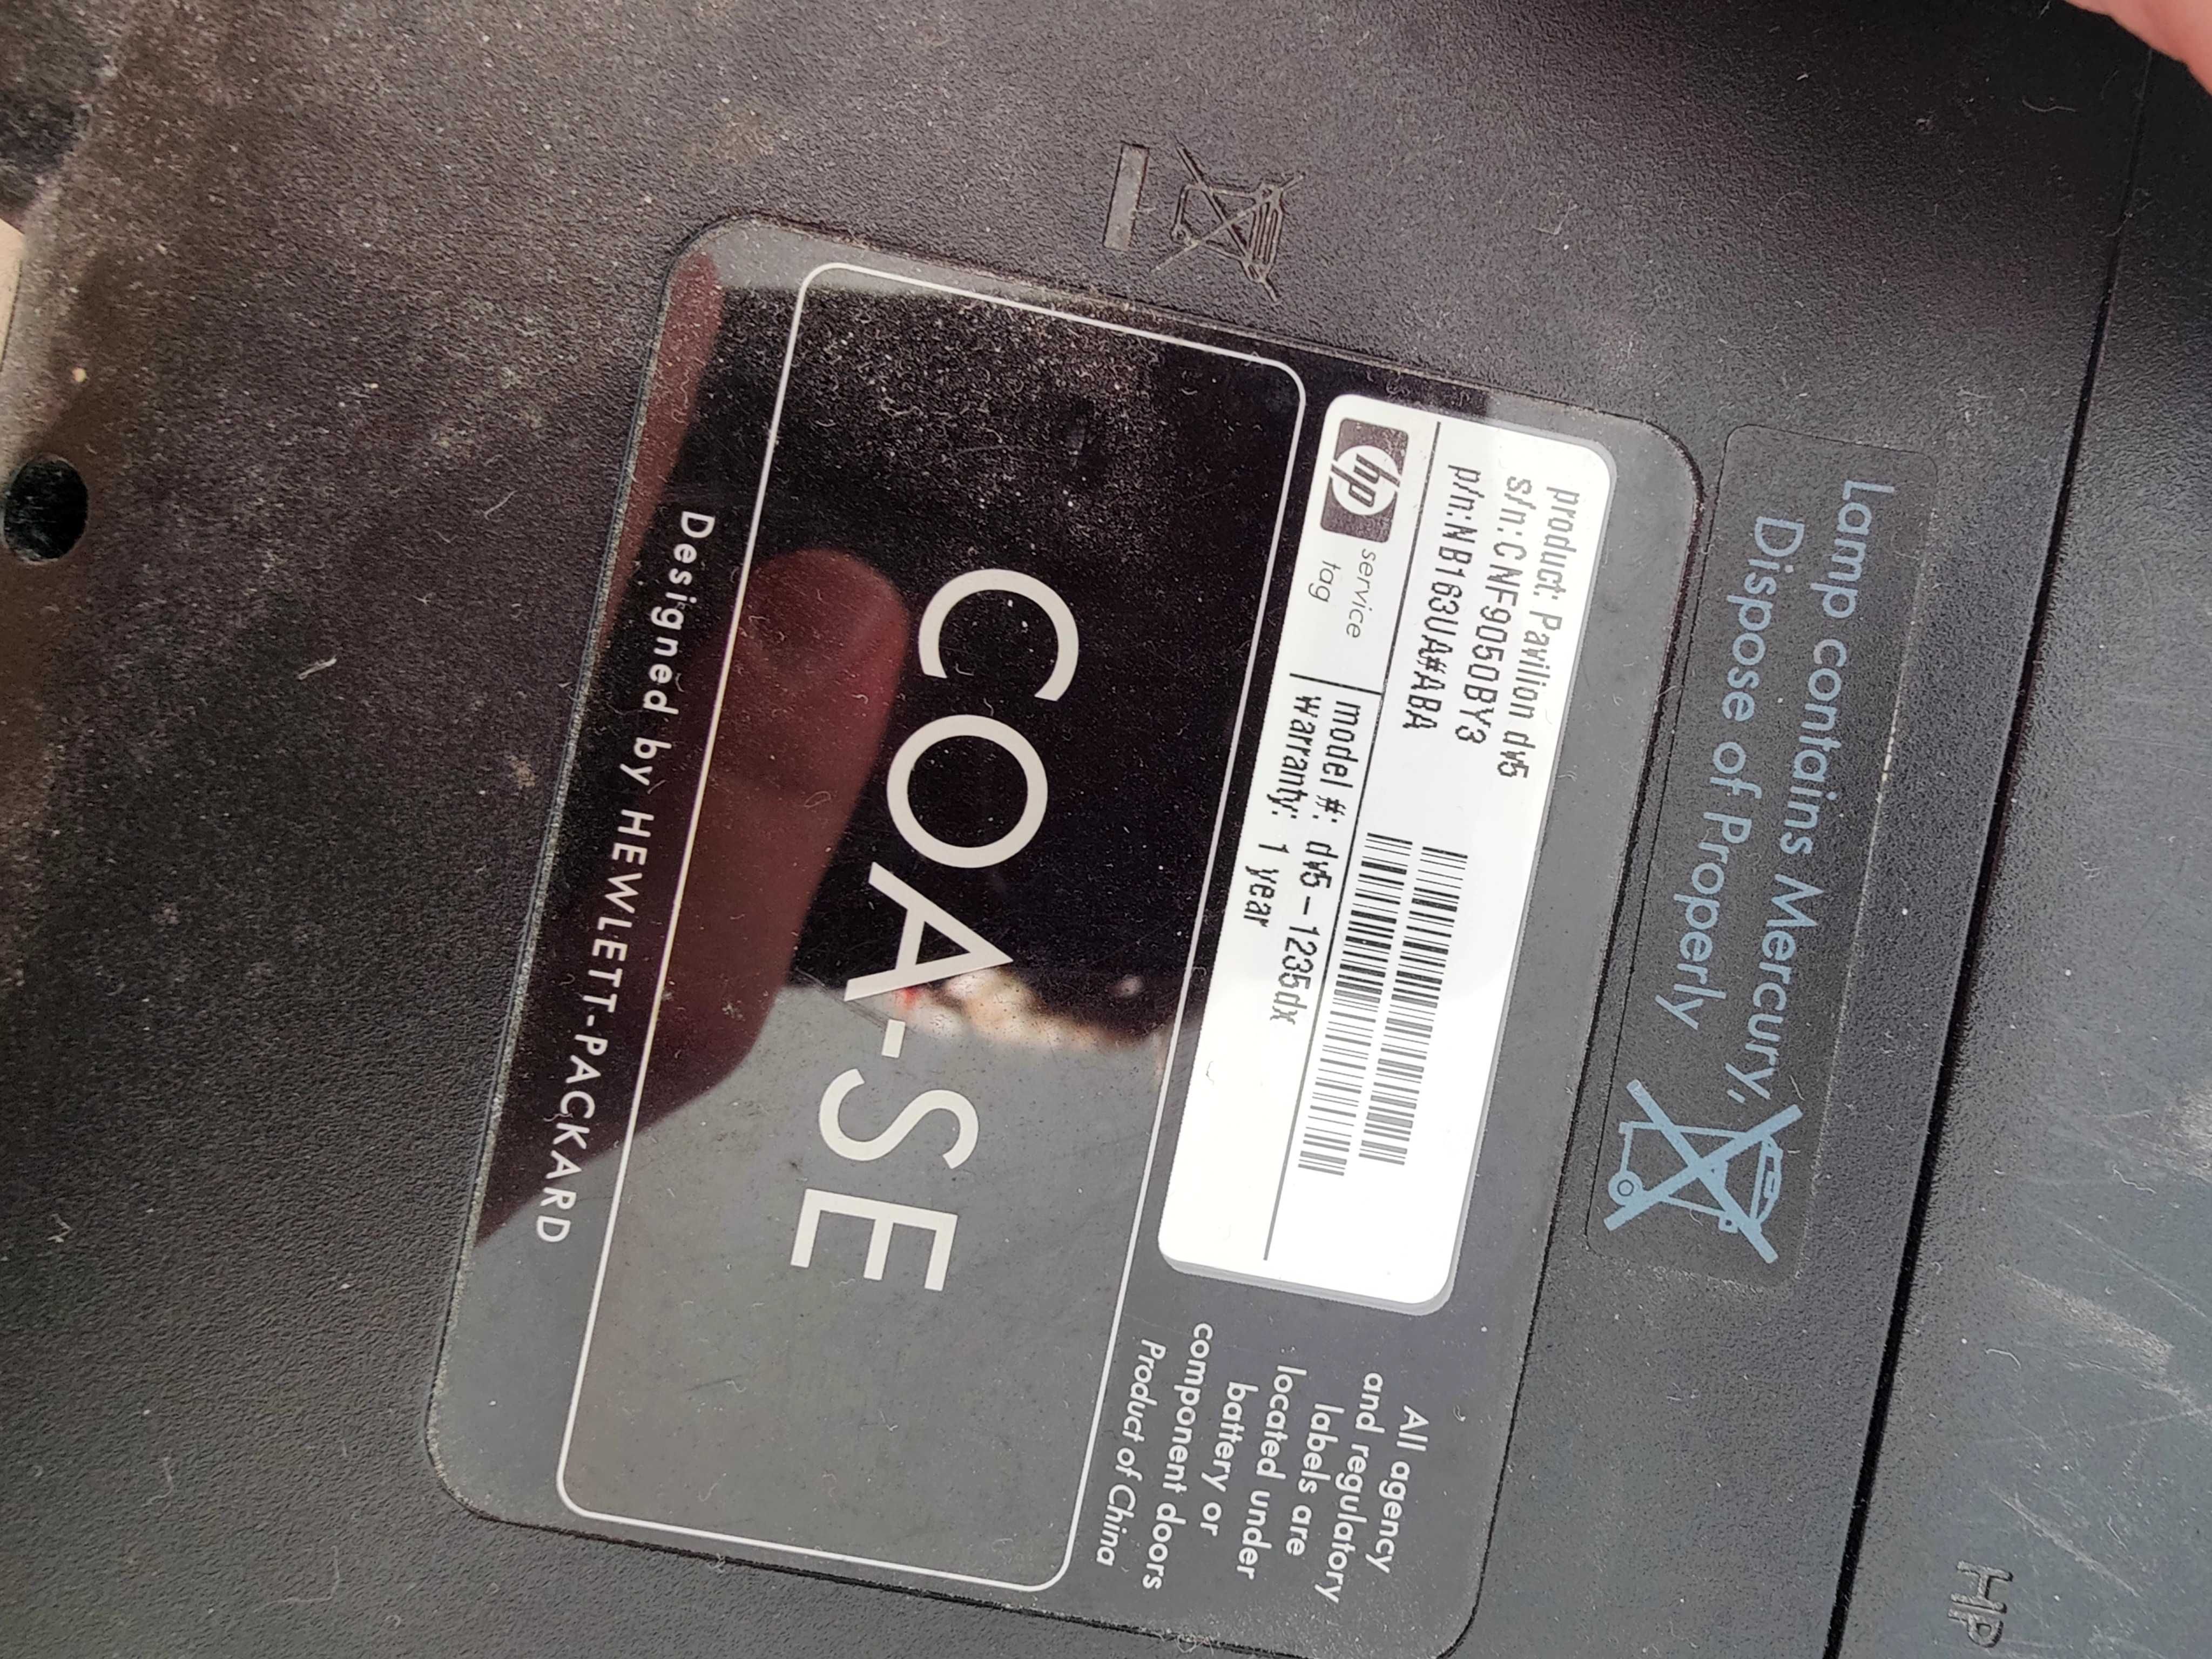 Lamp contains Mercury,
Dispose of Properly
product: Pavilion dv5
s/n: CNF9050BY3
p/n:NB163UA#ABA
hp
service
tag
model #: dv5-1235dx
warranty: 1 year
All agency
and regulatory
labels are
located under
battery or
component doors
Product of China
COA-SE
Designed by HEWLETT-PACKARD
HP